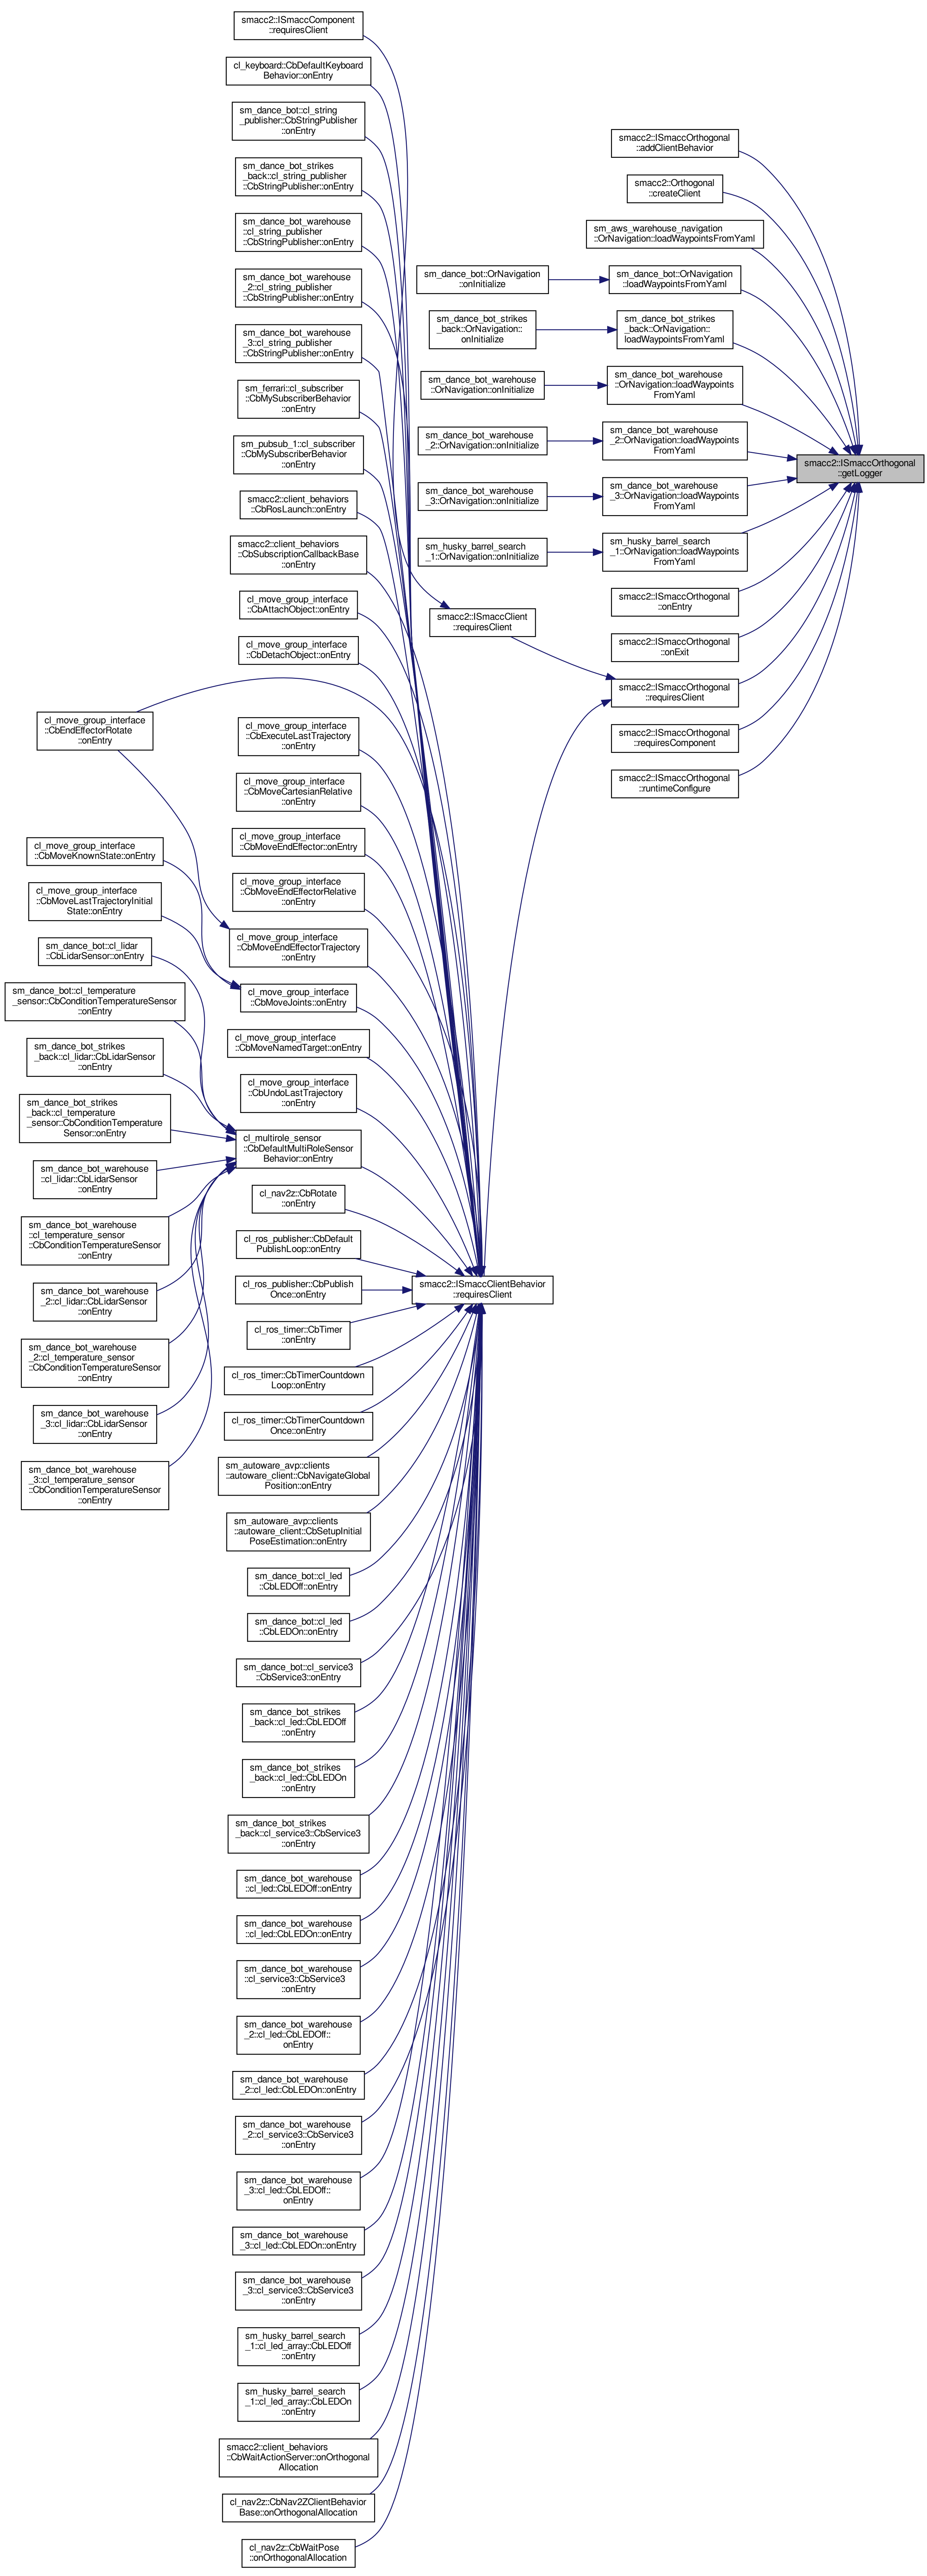 smacc2::ISmaccComponent
::requiresClient
cl_keyboard::CbDefaultKeyboard
Behavior::onEntry
sm_dance_bot::cl_string
_publisher::CbStringPublisher
::onEntry
sm_dance_bot_strikes
_back::cl_string_publisher
::CbStringPublisher::onEntry
sm_dance_bot_warehouse
::cl_string_publisher
::CbStringPublisher::onEntry
sm_dance_bot_warehouse
_2::cl_string_publisher
::CbStringPublisher::onEntry
sm_dance_bot_warehouse
_3::cl_string_publisher
::CbStringPublisher::onEntry
sm_ferrari::cl_subscriber
::CbMySubscriberBehavior
::onEntry
sm_pubsub_1::cl_subscriber
::CbMySubscriberBehavior
::onEntry
smacc2::client_behaviors
::CbRosLaunch::onEntry
smacc2::client_behaviors
::CbSubscriptionCallbackBase
::onEntry
cl_move_group_interface
::CbAttachObject::onEntry
cl_move_group_interface
::CbDetachObject::onEntry
cl_move_group_interface
::CbEndEffectorRotate
::onEntry
cl_move_group_interface
::CbExecuteLastTrajectory
::onEntry
cl_move_group_interface
::CbMoveCartesianRelative
::onEntry
cl_move_group_interface
::CbMoveEndEffector::onEntry
cl_move_group_interface
::CbMoveEndEffectorRelative
::onEntry
cl_move_group_interface
::CbMoveEndEffectorTrajectory
::onEntry
cl_move_group_interface
::CbMoveKnownState::onEntry
cl_move_group_interface
::CbMoveLastTrajectoryInitial
State::onEntry
cl_move_group_interface
::CbMoveJoints::onEntry
cl_move_group_interface
::CbMoveNamedTarget::onEntry
cl_move_group_interface
::CbUndoLastTrajectory
::onEntry
sm_dance_bot::cl_lidar
::CbLidarSensor::onEntry
sm_dance_bot::cl_temperature
_sensor::CbConditionTemperatureSensor
::onEntry
sm_dance_bot_strikes
_back::cl_lidar::CbLidarSensor
::onEntry
sm_dance_bot_strikes
_back::cl_temperature
_sensor::CbConditionTemperature
Sensor::onEntry
sm_dance_bot_warehouse
::cl_lidar::CbLidarSensor
::onEntry
sm_dance_bot_warehouse
::cl_temperature_sensor
::CbConditionTemperatureSensor
::onEntry
sm_dance_bot_warehouse
_2::cl_lidar::CbLidarSensor
::onEntry
sm_dance_bot_warehouse
_2::cl_temperature_sensor
::CbConditionTemperatureSensor
::onEntry
sm_dance_bot_warehouse
_3::cl_lidar::CbLidarSensor
::onEntry
sm_dance_bot_warehouse
_3::cl_temperature_sensor
::CbConditionTemperatureSensor
::onEntry
cl_multirole_sensor
::CbDefaultMultiRoleSensor
Behavior::onEntry
cl_nav2z::CbRotate
::onEntry
cl_ros_publisher::CbDefault
PublishLoop::onEntry
cl_ros_publisher::CbPublish
Once::onEntry
cl_ros_timer::CbTimer
::onEntry
cl_ros_timer::CbTimerCountdown
Loop::onEntry
cl_ros_timer::CbTimerCountdown
Once::onEntry
sm_autoware_avp::clients
::autoware_client::CbNavigateGlobal
Position::onEntry
sm_autoware_avp::clients
::autoware_client::CbSetupInitial
PoseEstimation::onEntry
sm_dance_bot::cl_led
::CbLEDOff::onEntry
sm_dance_bot::cl_led
::CbLEDOn::onEntry
sm_dance_bot::cl_service3
::CbService3::onEntry
sm_dance_bot_strikes
_back::cl_led::CbLEDOff
::onEntry
sm_dance_bot_strikes
_back::cl_led::CbLEDOn
::onEntry
sm_dance_bot_strikes
_back::cl_service3::CbService3
::onEntry
sm_dance_bot_warehouse
::cl_led::CbLEDOff::onEntry
sm_dance_bot_warehouse
::cl_led::CbLEDOn::onEntry
sm_dance_bot_warehouse
::cl_service3::CbService3
::onEntry
sm_dance_bot_warehouse
_2::cl_led::CbLEDOff::
onEntry
sm_dance_bot_warehouse
_2::cl_led::CbLEDOn::onEntry
sm_dance_bot_warehouse
_2::cl_service3::CbService3
::onEntry
sm_dance_bot_warehouse
_3::cl_led::CbLEDOff::
onEntry
sm_dance_bot_warehouse
_3::cl_led::CbLEDOn::onEntry
sm_dance_bot_warehouse
_3::cl_service3::CbService3
::onEntry
sm_husky_barrel_search
_1::cl_led_array::CbLEDOff
::onEntry
sm_husky_barrel_search
_1::cl_led_array::CbLEDOn
::onEntry
smacc2::client_behaviors
::CbWaitActionServer::onOrthogonal
Allocation
cl_nav2z::CbNav2ZClientBehavior
Base::onOrthogonalAllocation
cl_nav2z::CbWaitPose
::onOrthogonalAllocation
sm_dance_bot::OrNavigation
::onInitialize
sm_dance_bot_strikes
_back::OrNavigation::
onInitialize
sm_dance_bot_warehouse
::OrNavigation::onInitialize
sm_dance_bot_warehouse
_2::OrNavigation::onInitialize
sm_dance_bot_warehouse
_3::OrNavigation::onInitialize
sm_husky_barrel_search
_1::OrNavigation::onInitialize
smacc2::ISmaccClient
::requiresClient
smacc2::ISmaccClientBehavior
::requiresClient
smacc2::ISmaccOrthogonal
::addClientBehavior
smacc2::Orthogonal
::createClient
sm_aws_warehouse_navigation
::OrNavigation::loadWaypointsFromYaml
sm_dance_bot::OrNavigation
::loadWaypointsFromYaml
sm_dance_bot_strikes
_back::OrNavigation::
loadWaypointsFromYaml
sm_dance_bot_warehouse
::OrNavigation::loadWaypoints
FromYaml
sm_dance_bot_warehouse
_2::OrNavigation::loadWaypoints
FromYaml
sm_dance_bot_warehouse
_3::OrNavigation::loadWaypoints
FromYaml
sm_husky_barrel_search
_1::OrNavigation::loadWaypoints
FromYaml
smacc2::ISmaccOrthogonal
::onEntry
smacc2::ISmaccOrthogonal
::onExit
smacc2::ISmaccOrthogonal
::requiresClient
smacc2::ISmaccOrthogonal
::requiresComponent
smacc2::ISmaccOrthogonal
::runtimeConfigure
smacc2::ISmaccOrthogonal
::getLogger